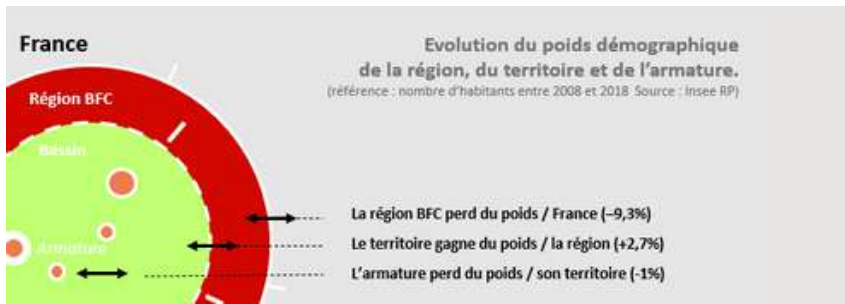 France
Evolution du poids démographique
de la région, du territoire et de l'armature.
(référence : nombre d'habitants entre 2008 et 2018 Source : Insee RP)
Région BFC
Bassin
La région BFC perd du poids / France (–9,3%)
Le territoire gagne du poids / la région (+2,7%)
Armature
L'armature perd du poids / son territoire (-1%)